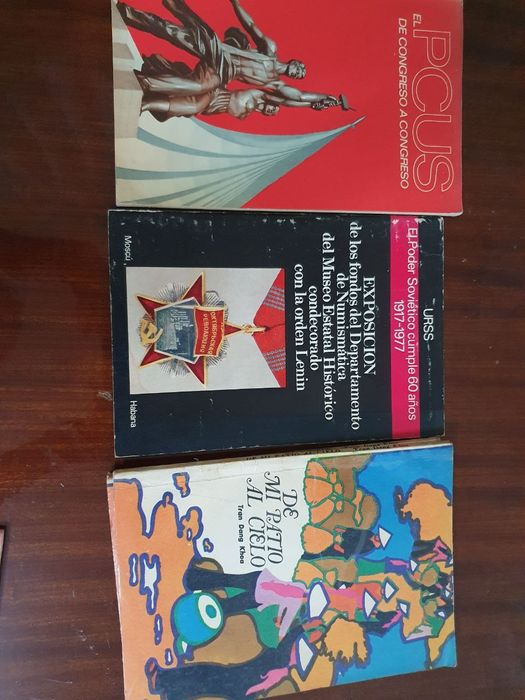 EL
PCUS
DE CONGRESO A CONGRESO
URSS
El Poder Soviético cumple 60 años
1917-1977
EXPOSICION
de los fondos del Departamento
de Numismática
del Museo Estatal Histórico
condecorado
con la orden Lenin
Moscú
Habana
DE
MI PATIO
AL CIELO
Tran Dang Khoa